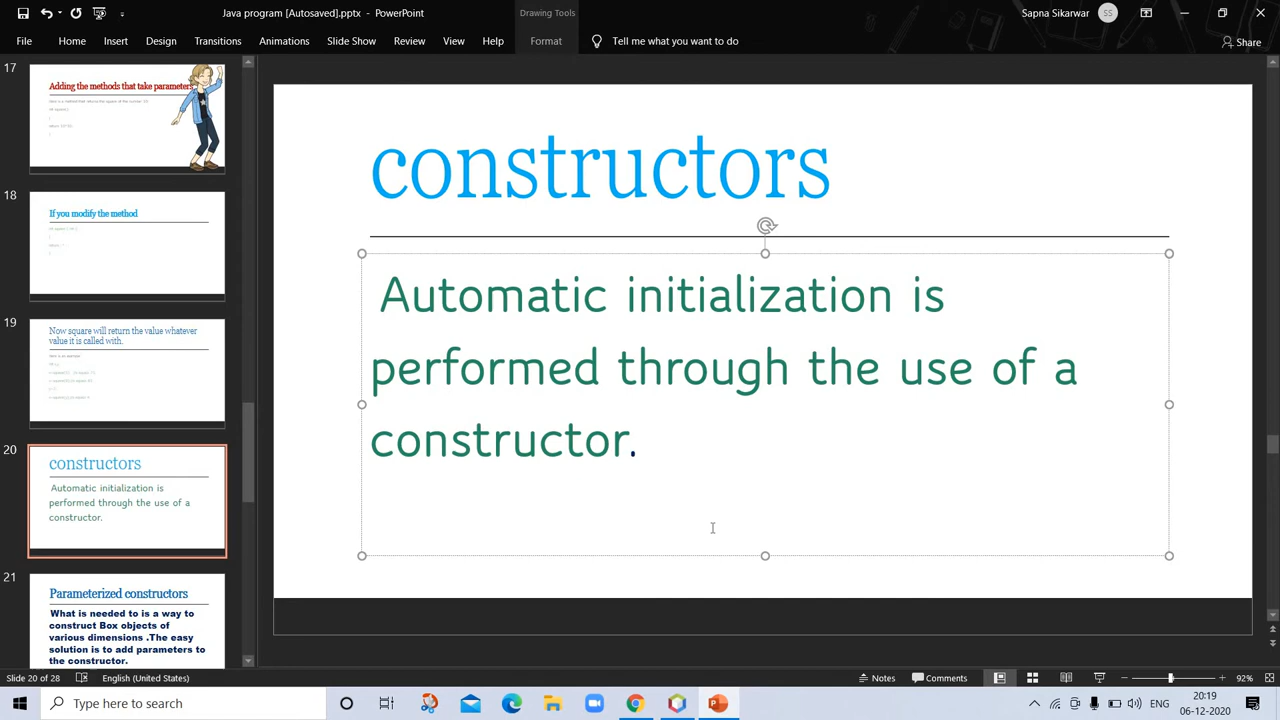 Java program [Autosaved].pptx - PowerPoint
Drawing Tools
Sapna Sikarwar SS
File Home Insert Design Transitions Animations Slide Show Review View Help Format Tell me what you want to do Share
17
Adding the methods that take parameters
18
If you modify the method
19
Now square will return the value whatever
value it is called with.
20
constructors
Automatic initialization is
performed through the use of a
constructor.
21
Parameterized constructors
What is needed to is a way to
construct Box objects of
various dimensions .The easy
solution is to add parameters to
the constructor.
constructors
Automatic initialization is
performed through the use of a
constructor.
Slide 20 of 28 English (United States) Notes Comments 92%
Type here to search
ENG
20:19
06-12-2020